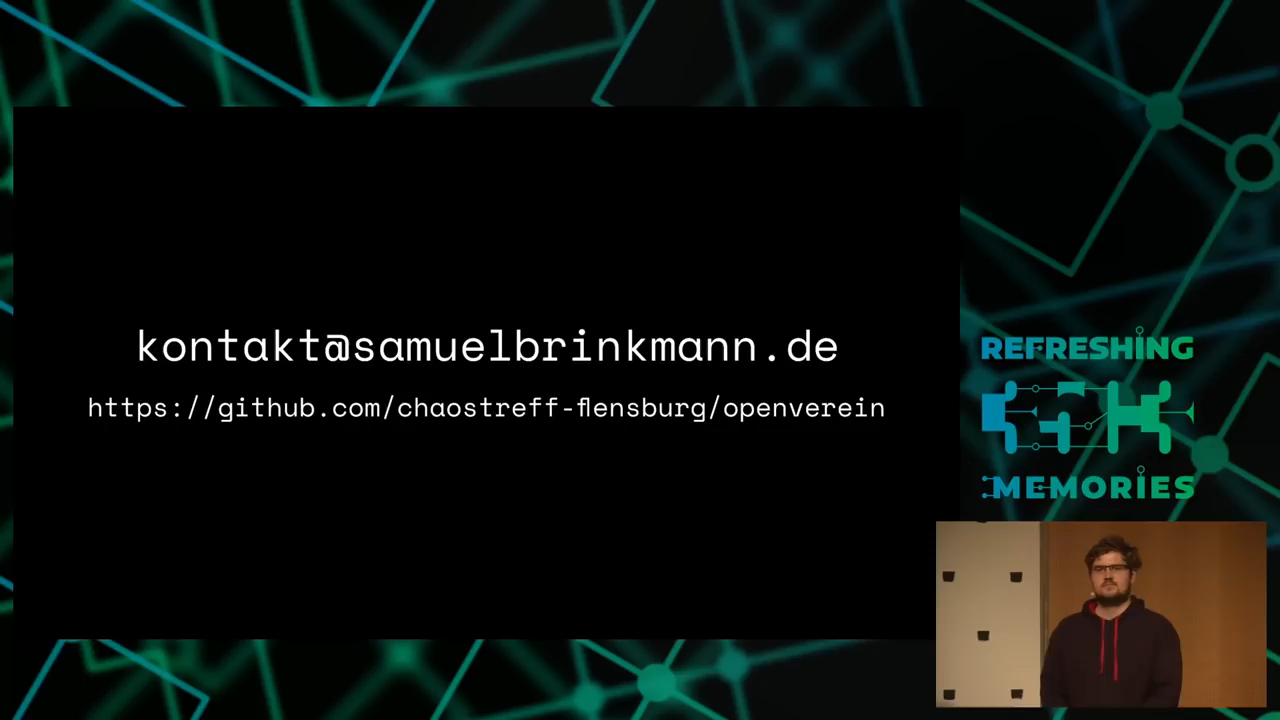 kontakt@samuelbrinkmann.de
https://github.com/chaostreff-flensburg/openverein
REFRESHING
MEMORIES